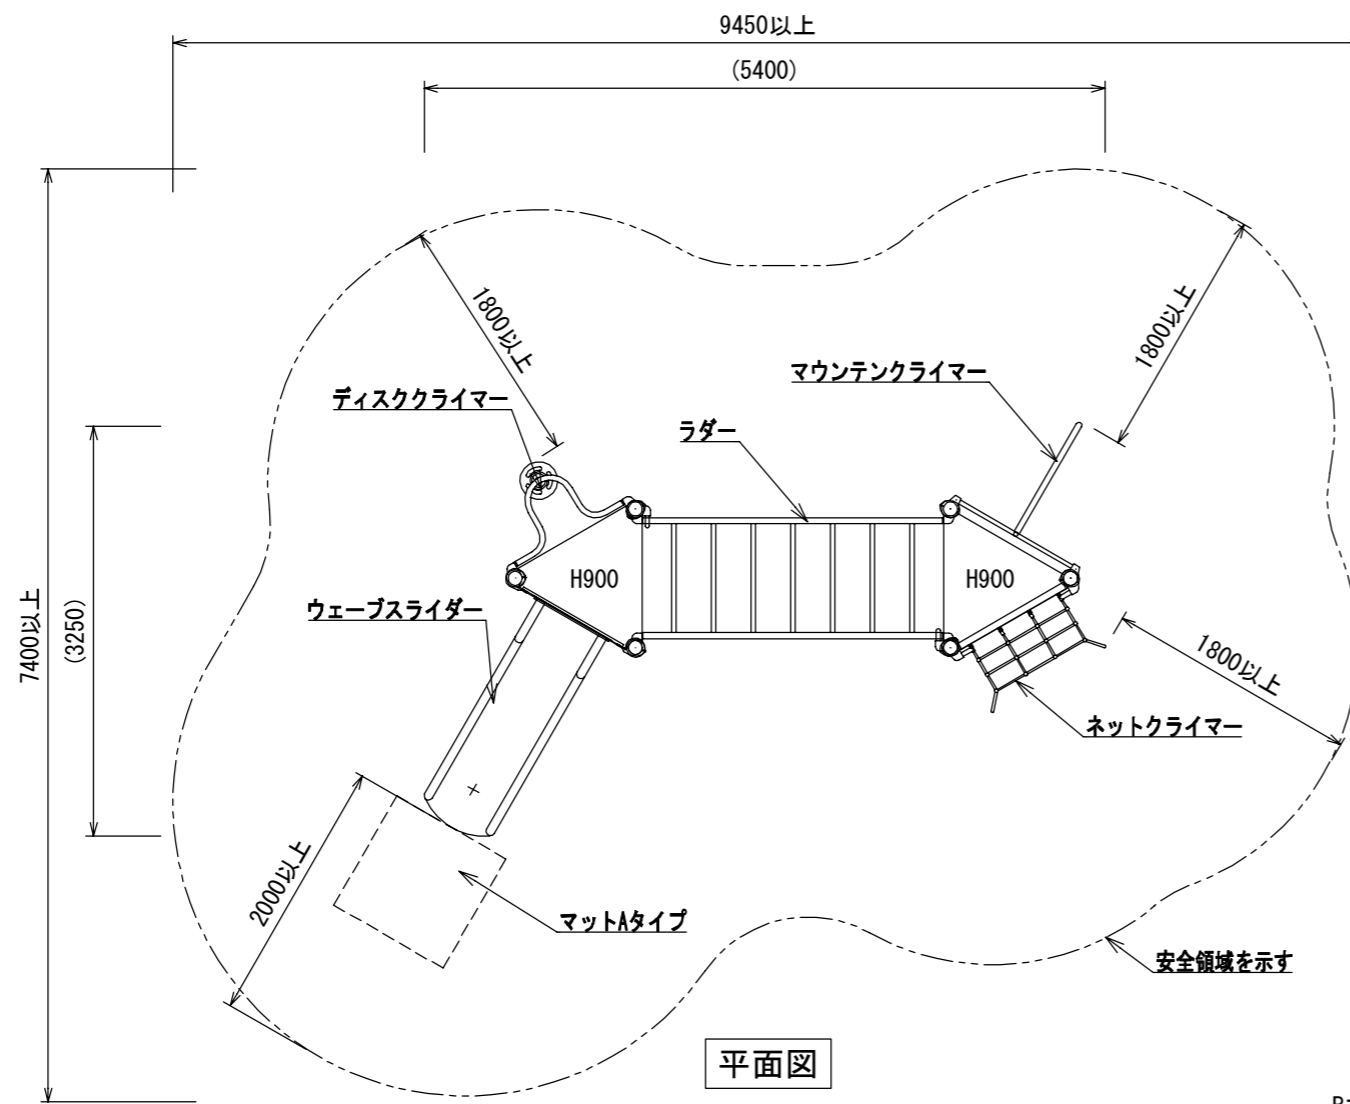 9450以上
(5400)
1800以上
1800以上
マウンテンクライマー
ディスククライマー
ラダー
H900
H900
ウェーブスライダー
7400以上
(3250)
1800以上
ネットクライマー
2000以上
マットAタイプ
安全領域を示す
平面図